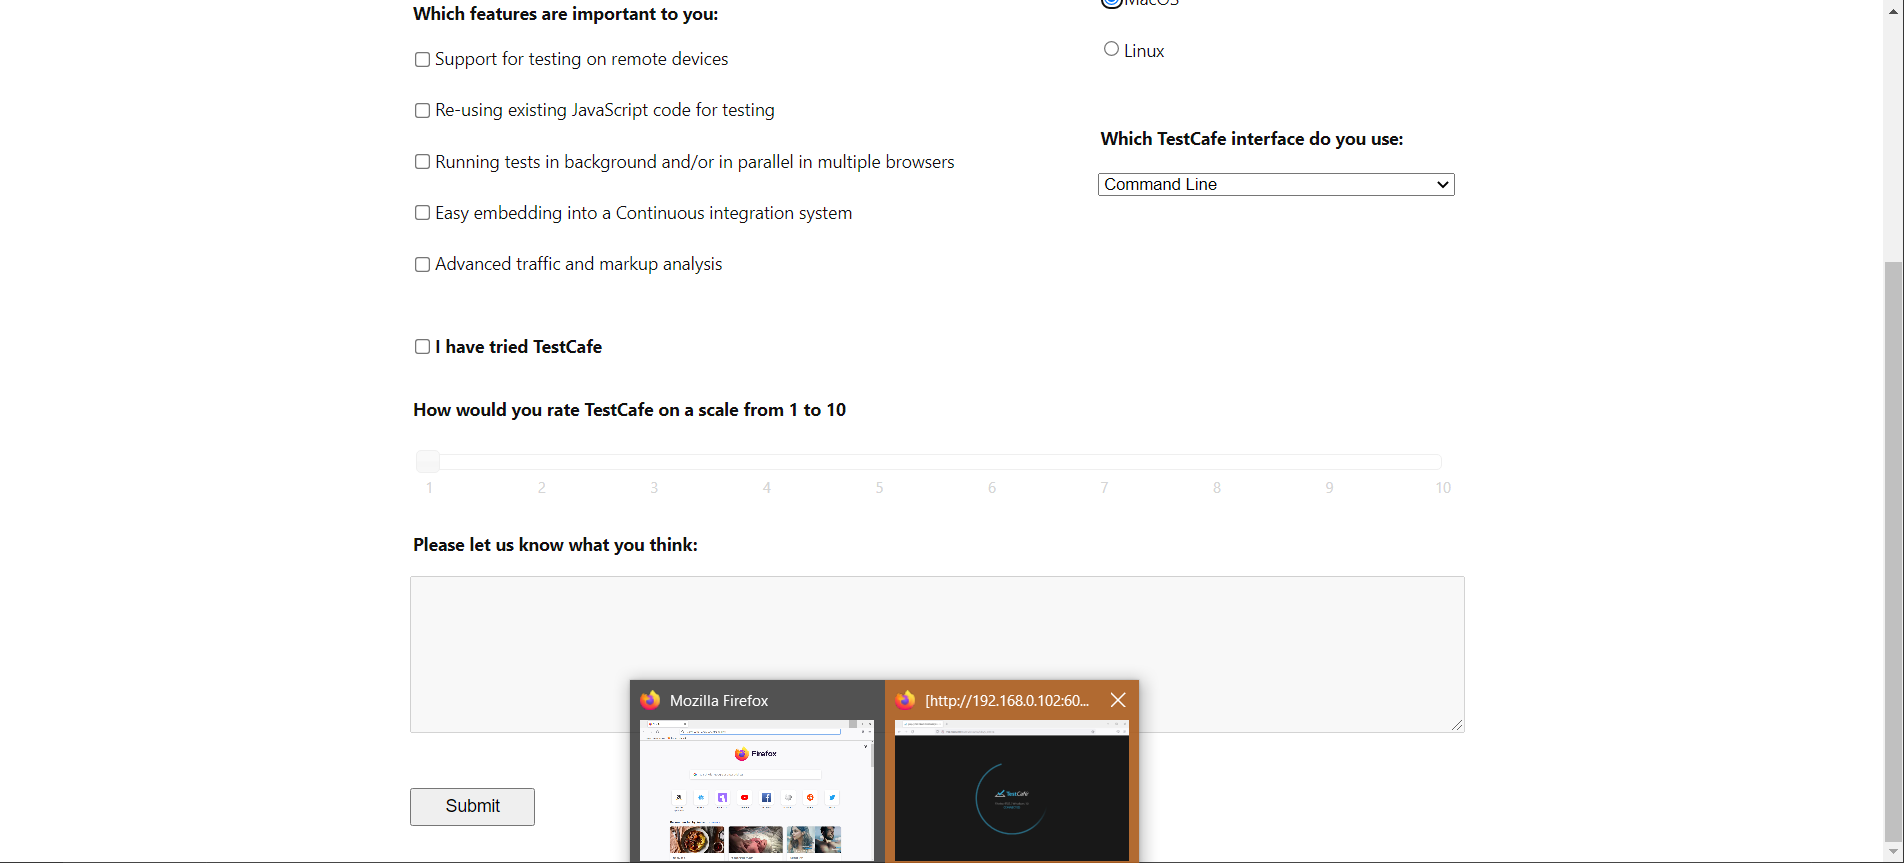 Which features are important to you:
Support for testing on remote devices
Re-using existing JavaScript code for testing
Running tests in background and/or in parallel in multiple browsers
Easy embedding into a Continuous integration system
Advanced traffic and markup analysis
MacOS
Linux
Which TestCafe interface do you use:
Command Line
I have tried TestCafe
How would you rate TestCafe on a scale from 1 to 10
1 2 3 4 5 6 7 8 9 10
Please let us know what you think:
Submit
Mozilla Firefox
[http://192.168.0.102:60...
Firefox
TestCafe